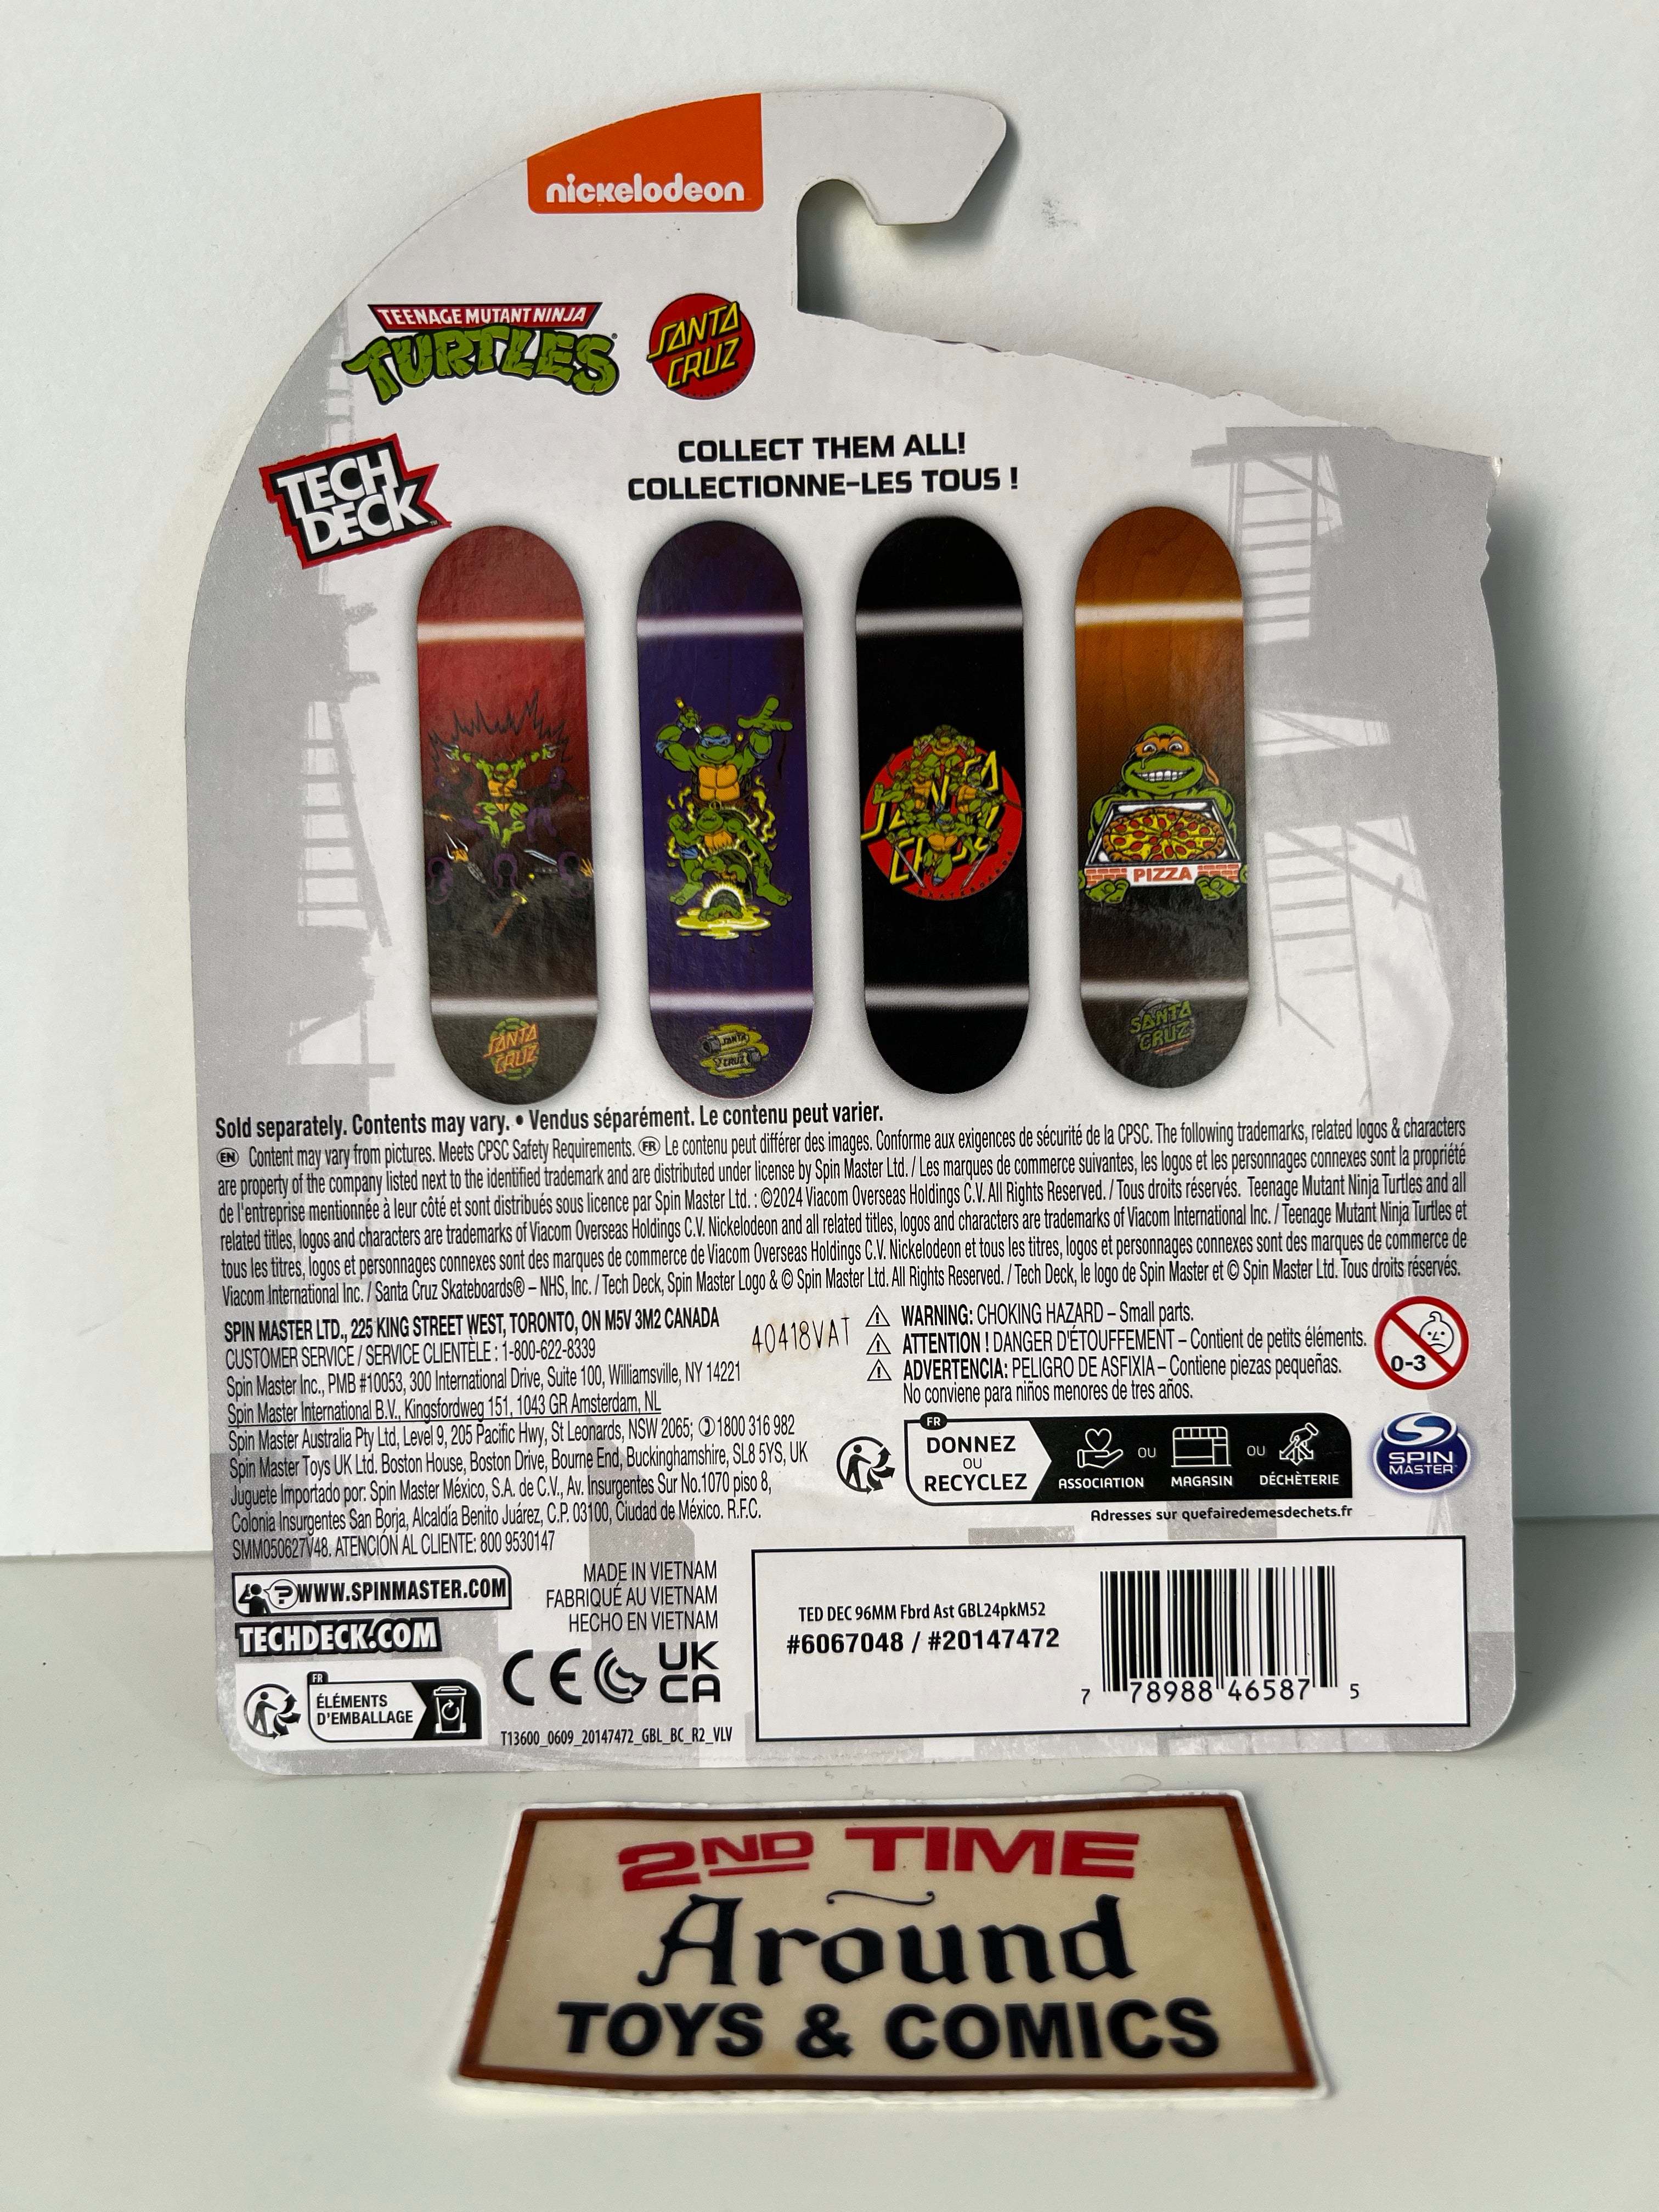 nickelodeon
TEENAGE MUTANT NINJA
TURTLES
SANTA
CRUZ
TECH
DECK
COLLECT THEM ALL!
COLLECTIONNE-LES TOUS !
SANTA
CRUZ
PIZZA
SANTA
CRUZ
SANTA
CRUZ
SANTA
CRUZ
Sold separately. Contents may vary. • Vendus séparément. Le contenu peut varier.
EN Content may vary from pictures. Meets CPSC Safety Requirements. FR Le contenu peut différer des images. Conforme aux exigences de sécurité de la CPSC. The following trademarks, related logos & characters
are property of the company listed next to the identified trademark and are distributed under license by Spin Master Ltd. / Les marques de commerce suivantes, les logos et les personnages connexes sont la propriété
de l'entreprise mentionnée à leur côté et sont distribués sous licence par Spin Master Ltd. : ©2024 Viacom Overseas Holdings C.V. All Rights Reserved. / Tous droits réservés. Teenage Mutant Ninja Turtles and all
related titles, logos and characters are trademarks of Viacom Overseas Holdings C.V. Nickelodeon and all related titles, logos and characters are trademarks of Viacom International Inc. / Teenage Mutant Ninja Turtles et
tous les titres, logos et personnages connexes sont des marques de commerce de Viacom Overseas Holdings C.V. Nickelodeon et tous les titres, logos et personnages connexes sont des marques de commerce de
Viacom International Inc. / Santa Cruz Skateboards® – NHS, Inc. / Tech Deck, Spin Master Logo & © Spin Master Ltd. All Rights Reserved. / Tech Deck, le logo de Spin Master et © Spin Master Ltd. Tous droits réservés.
SPIN MASTER LTD., 225 KING STREET WEST, TORONTO, ON M5V 3M2 CANADA
CUSTOMER SERVICE / SERVICE CLIENTÈLE : 1-800-622-8339
Spin Master Inc., PMB #10053, 300 International Drive, Suite 100, Williamsville, NY 14221
Spin Master International B.V., Kingsfordweg 151, 1043 GR Amsterdam, NL
Spin Master Australia Pty Ltd, Level 9, 205 Pacific Hwy, St Leonards, NSW 2065; 1800 316 982
Spin Master Toys UK Ltd. Boston House, Boston Drive, Bourne End, Buckinghamshire, SL8 5YS, UK
Juguete Importado por: Spin Master México, S.A. de C.V., Av. Insurgentes Sur No.1070 piso 8,
Colonia Insurgentes San Borja, Alcaldía Benito Juárez, C.P. 03100, Ciudad de México. R.F.C.
SMM050627V48. ATENCIÓN AL CLIENTE: 800 9530147
40418VAT
WARNING: CHOKING HAZARD – Small parts.
ATTENTION ! DANGER D'ÉTOUFFEMENT – Contient de petits éléments.
ADVERTENCIA: PELIGRO DE ASFIXIA – Contiene piezas pequeñas.
No conviene para niños menores de tres años.
0-3
FR
DONNEZ
OU
RECYCLEZ
ASSOCIATION
OU
MAGASIN
OU
DÉCHÈTERIE
Adresses sur quefairedemesdechets.fr
SPIN
MASTER
WWW.SPINMASTER.COM
TECHDECK.COM
MADE IN VIETNAM
FABRIQUÉ AU VIETNAM
HECHO EN VIETNAM
FR
ÉLÉMENTS
D'EMBALLAGE
CE
UK
CA
T13600_0609_20147472_GBL_BC_R2_VLV
TED DEC 96MM Fbrd Ast GBL24pkM52
#6067048 / #20147472
7 78988 46587 5
2ND TIME
Around
TOYS & COMICS